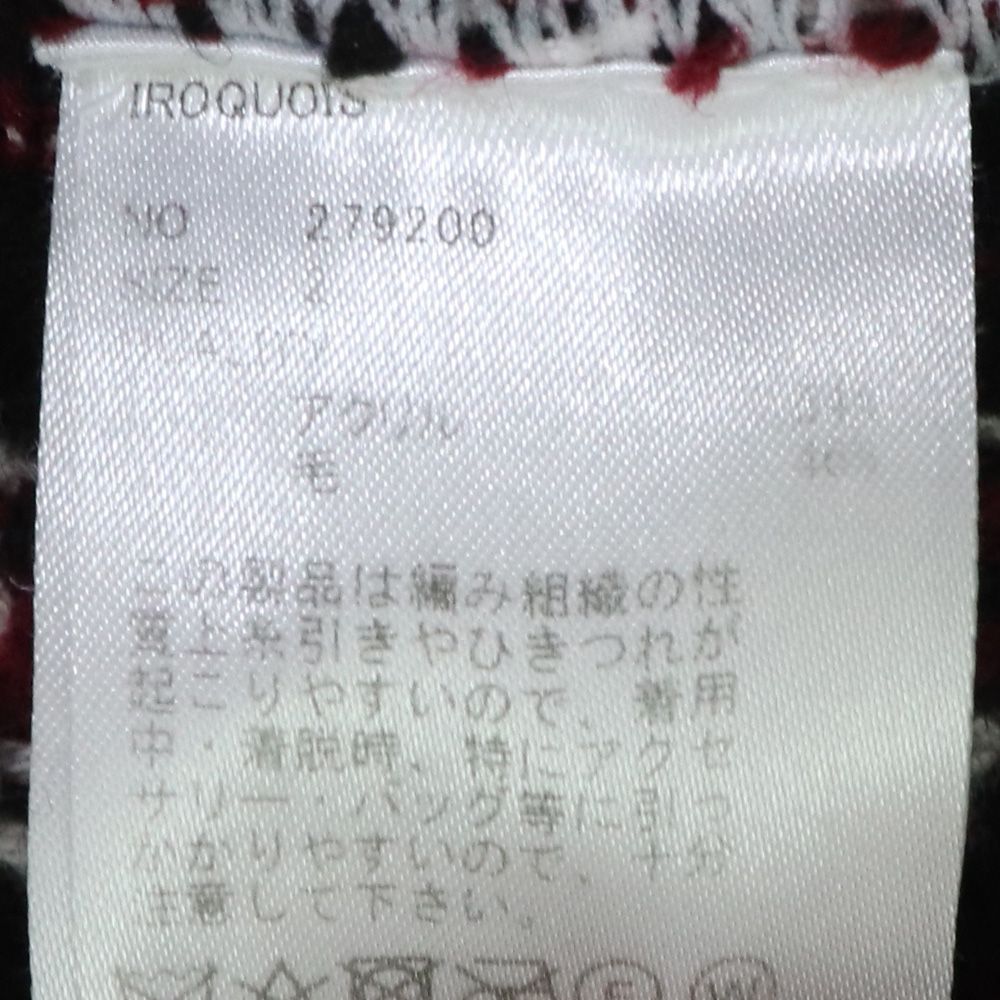 IROQUOIS
NO 279200
SIZE 2
アクリル
毛
この製品は編み組織の性
質上糸引きやひきつれが
起こりやすいので、着用
中・着脱時、特にアクセ
サリー・バッグ等に引っ
かかりやすいので、十分
注意して下さい。